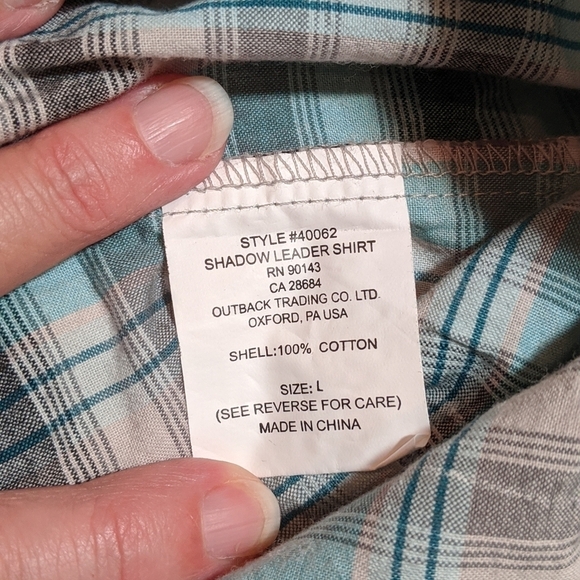 STYLE #40062
SHADOW LEADER SHIRT
RN 90143
CA 28684
OUTBACK TRADING CO. LTD.
OXFORD, PA USA
SHELL:100% COTTON
SIZE: L
(SEE REVERSE FOR CARE)
MADE IN CHINA